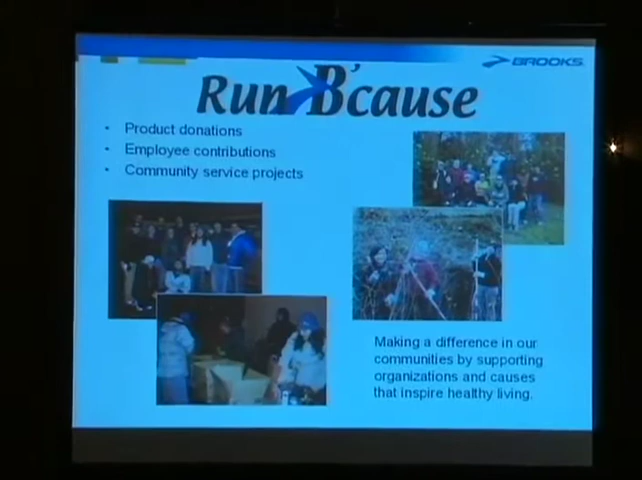 BROOKS
Run B'cause
• Product donations
• Employee contributions
• Community service projects
Making a difference in our
communities by supporting
organizations and causes
that inspire healthy living.